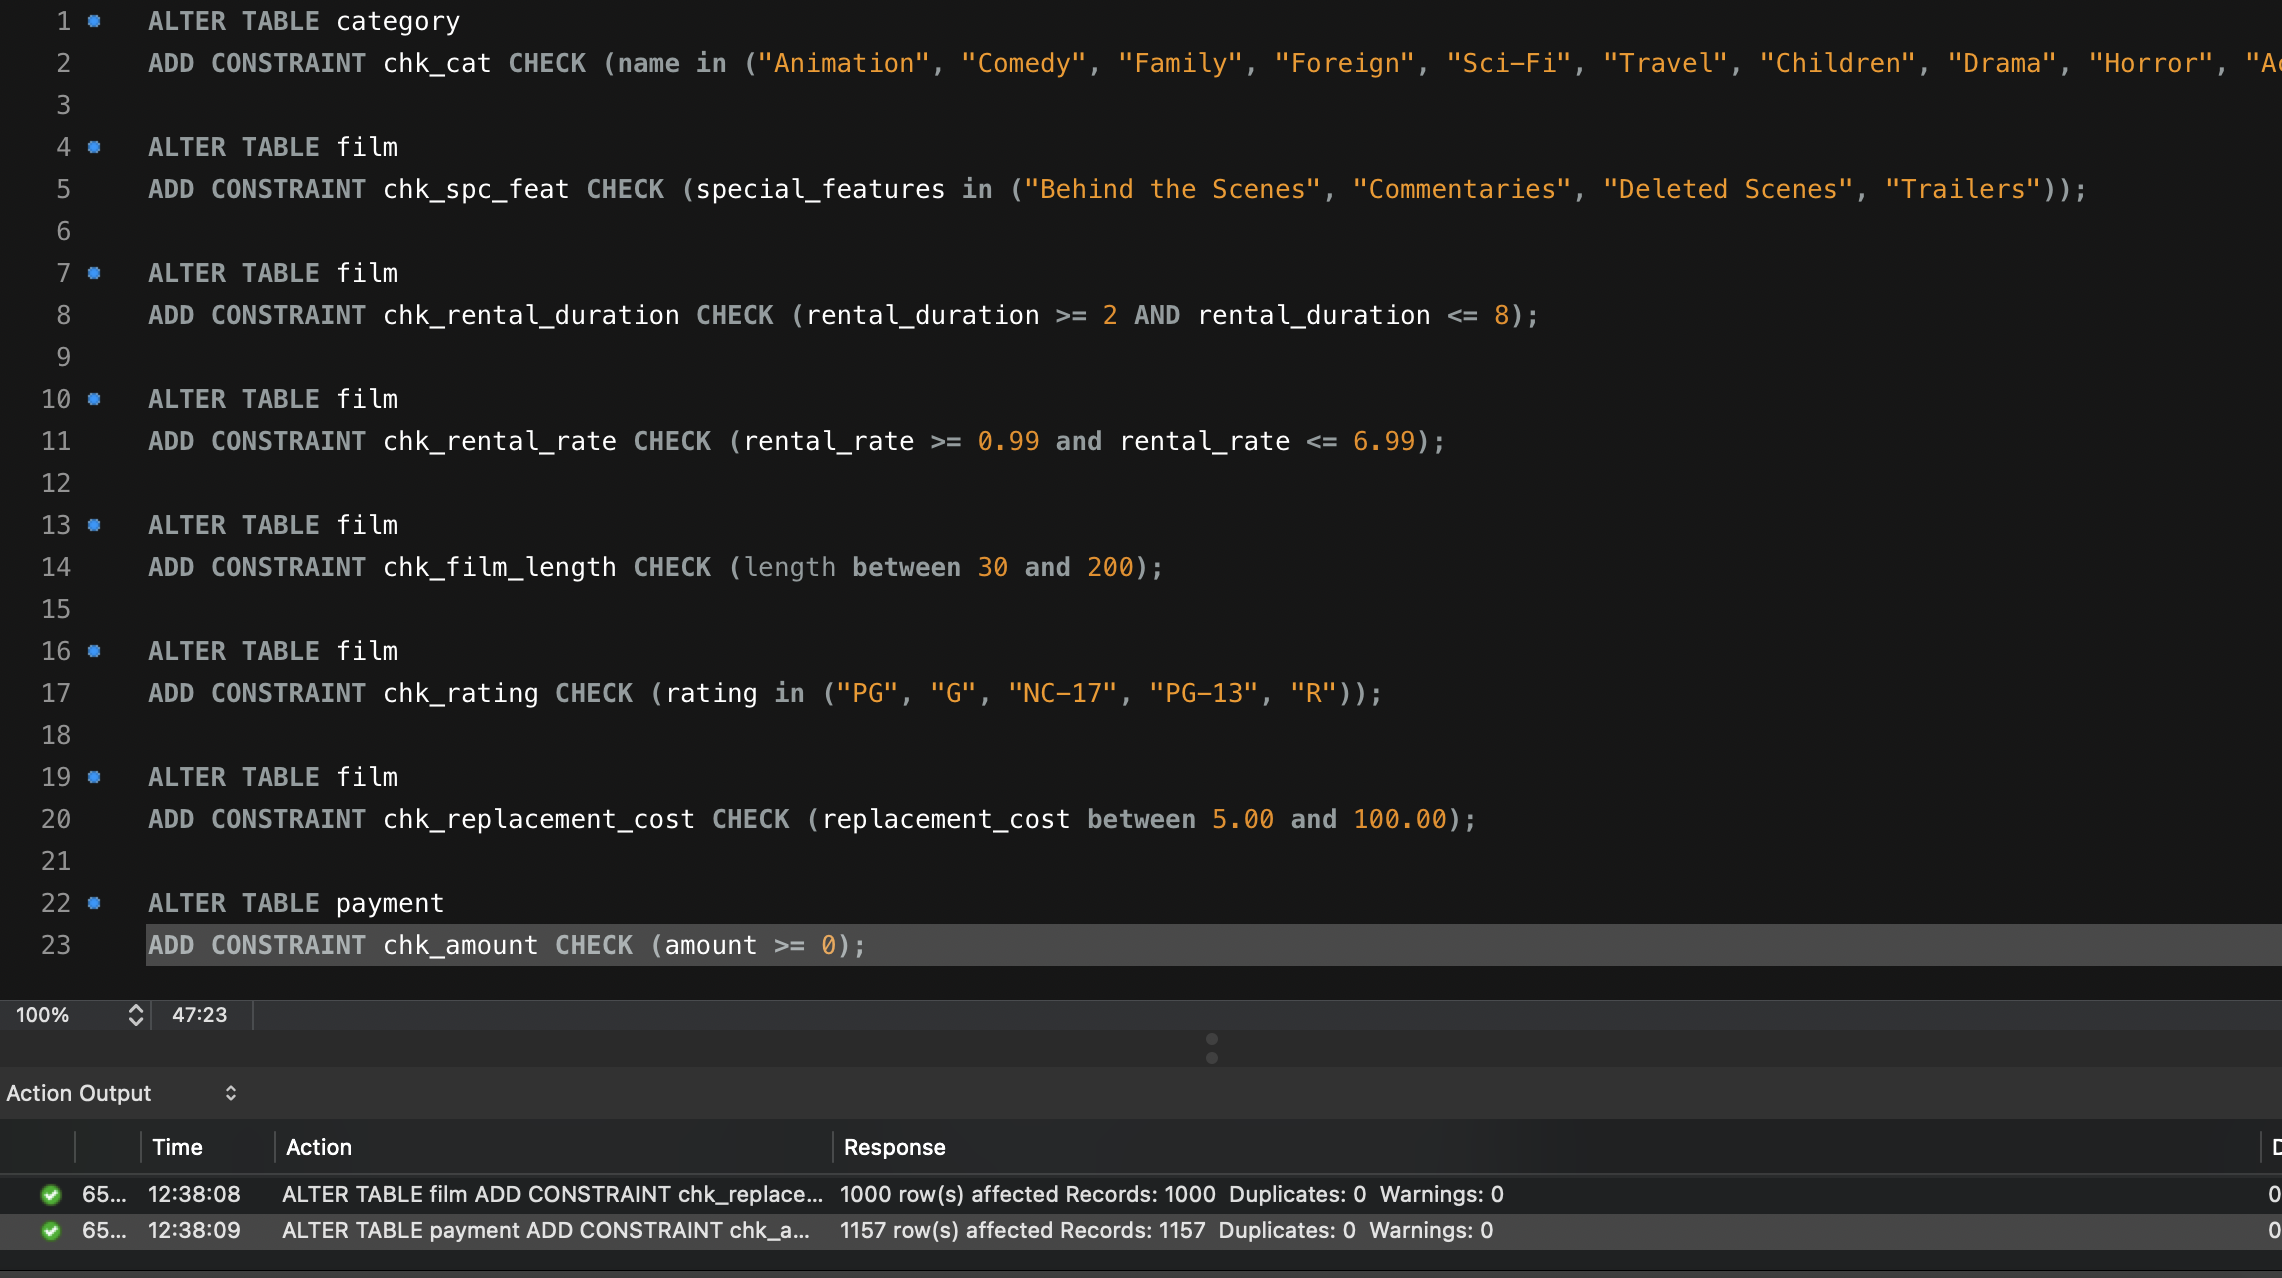 1 ALTER TABLE category
2 ADD CONSTRAINT chk_cat CHECK (name in ("Animation", "Comedy", "Family", "Foreign", "Sci-Fi", "Travel", "Children", "Drama", "Horror",
3
4 ALTER TABLE film
5 ADD CONSTRAINT chk_spc_feat CHECK (special_features in ("Behind the Scenes", "Commentaries", "Deleted Scenes", "Trailers"));
6
7 ALTER TABLE film
8 ADD CONSTRAINT chk_rental_duration CHECK (rental_duration >= 2 AND rental_duration <= 8);
9
10 ALTER TABLE film
11 ADD CONSTRAINT chk_rental_rate CHECK (rental_rate >= 0.99 and rental_rate <= 6.99);
12
13 ALTER TABLE film
14 ADD CONSTRAINT chk_film_length CHECK (length between 30 and 200);
15
16 ALTER TABLE film
17 ADD CONSTRAINT chk_rating CHECK (rating in ("PG", "G", "NC-17", "PG-13", "R"));
18
19 ALTER TABLE film
20 ADD CONSTRAINT chk_replacement_cost CHECK (replacement_cost between 5.00 and 100.00);
21
22 ALTER TABLE payment
23 ADD CONSTRAINT chk_amount CHECK (amount >= 0);
100% 47:23
Action Output
Time Action Response
65... 12:38:08 ALTER TABLE film ADD CONSTRAINT chk_replace... 1000 row(s) affected Records: 1000 Duplicates: 0 Warnings: 0
65... 12:38:09 ALTER TABLE payment ADD CONSTRAINT chk_a... 1157 row(s) affected Records: 1157 Duplicates: 0 Warnings: 0